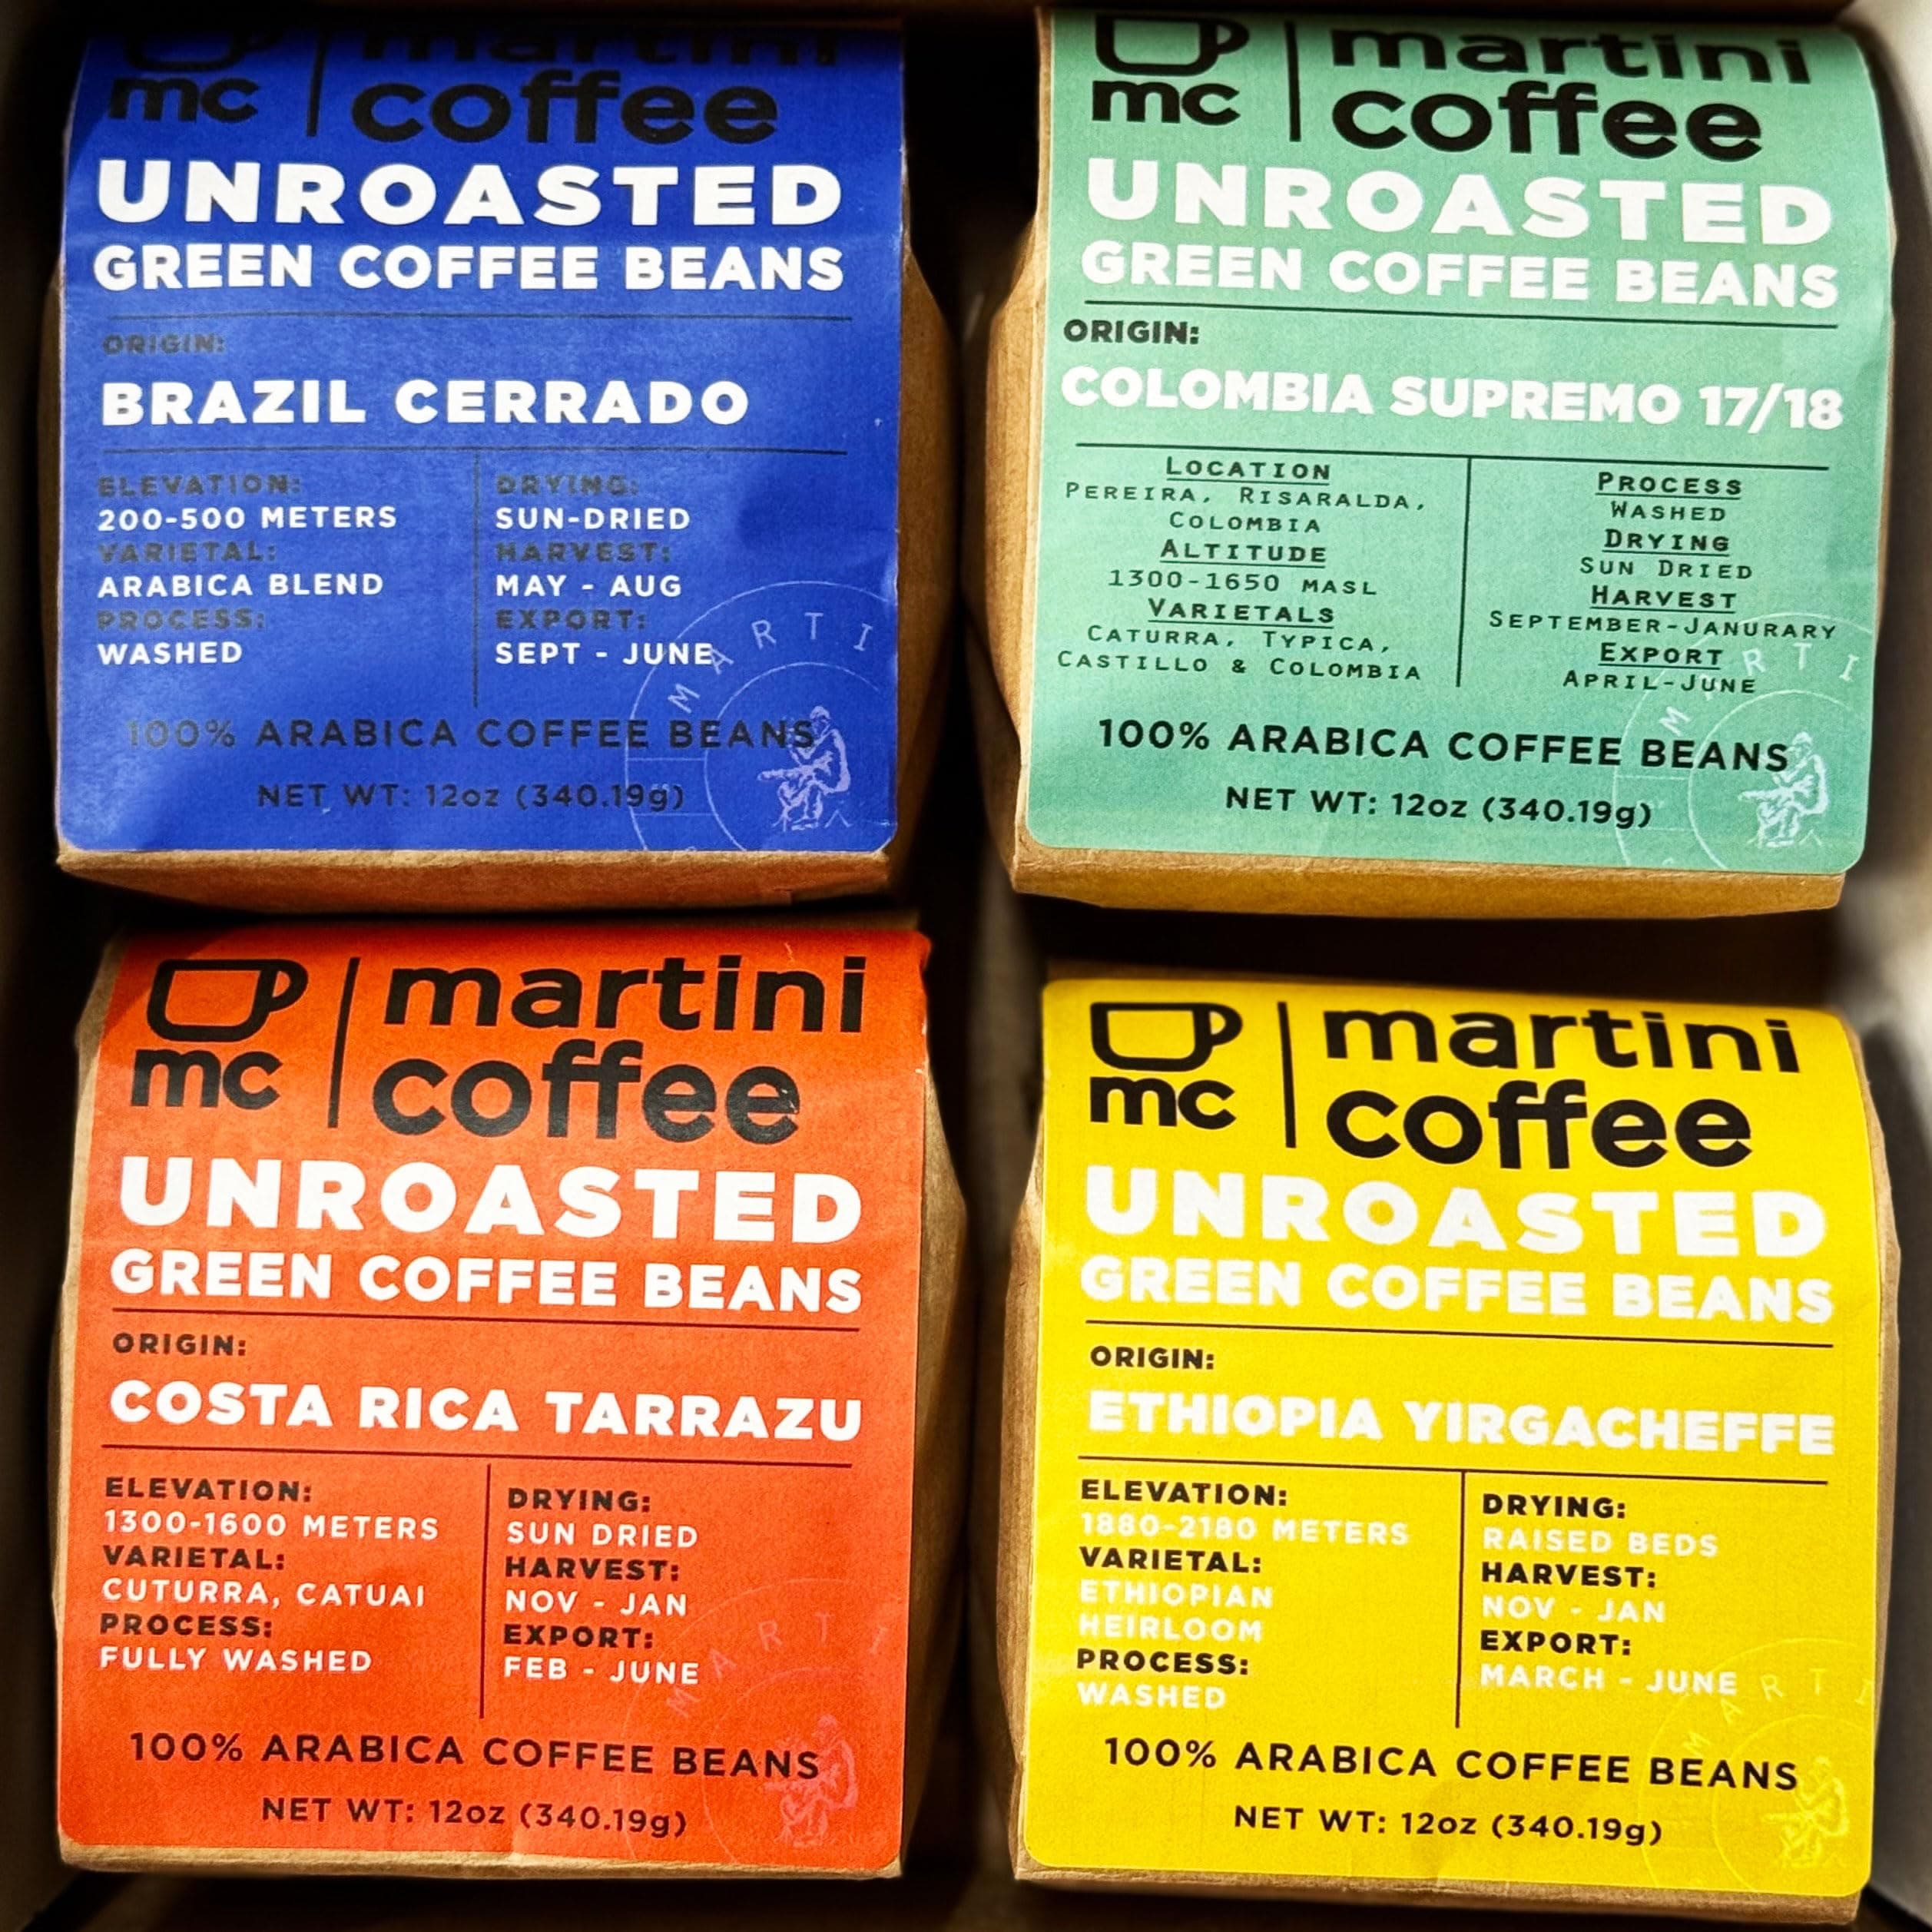 martini
mc | coffee
UNROASTED
GREEN COFFEE BEANS
ORIGIN:
BRAZIL CERRADO
ELEVATION:
200-500 METERS
VARIETAL:
ARABICA BLEND
PROCESS:
WASHED
DRYING:
SUN-DRIED
HARVEST:
MAY - AUG
EXPORT:
SEPT - JUNE
MARTI
100% ARABICA COFFEE BEANS
NET WT: 12oz (340.19g)
martini
mc | coffee
UNROASTED
GREEN COFFEE BEANS
ORIGIN:
COLOMBIA SUPREMO 17/18
LOCATION
PEREIRA, RISARALDA,
COLOMBIA
ALTITUDE
1300-1650 MASL
VARIETALS
CATURRA, TYPICA,
CASTILLO & COLOMBIA
PROCESS
WASHED
DRYING
SUN DRIED
HARVEST
SEPTEMBER-JANURARY
EXPORT
APRIL-JUNE
MARTI
100% ARABICA COFFEE BEANS
NET WT: 12oz (340.19g)
martini
mc | coffee
UNROASTED
GREEN COFFEE BEANS
ORIGIN:
COSTA RICA TARRAZU
ELEVATION:
1300-1600 METERS
VARIETAL:
CUTURRA, CATUAI
PROCESS:
FULLY WASHED
DRYING:
SUN DRIED
HARVEST:
NOV - JAN
EXPORT:
FEB - JUNE
MARTI
100% ARABICA COFFEE BEANS
NET WT: 12oz (340.19g)
martini
mc | coffee
UNROASTED
GREEN COFFEE BEANS
ORIGIN:
ETHIOPIA YIRGACHEFFE
ELEVATION:
1880-2180 METERS
VARIETAL:
ETHIOPIAN
HEIRLOOM
PROCESS:
WASHED
DRYING:
RAISED BEDS
HARVEST:
NOV - JAN
EXPORT:
MARCH - JUNE
MARTI
100% ARABICA COFFEE BEANS
NET WT: 12oz (340.19g)